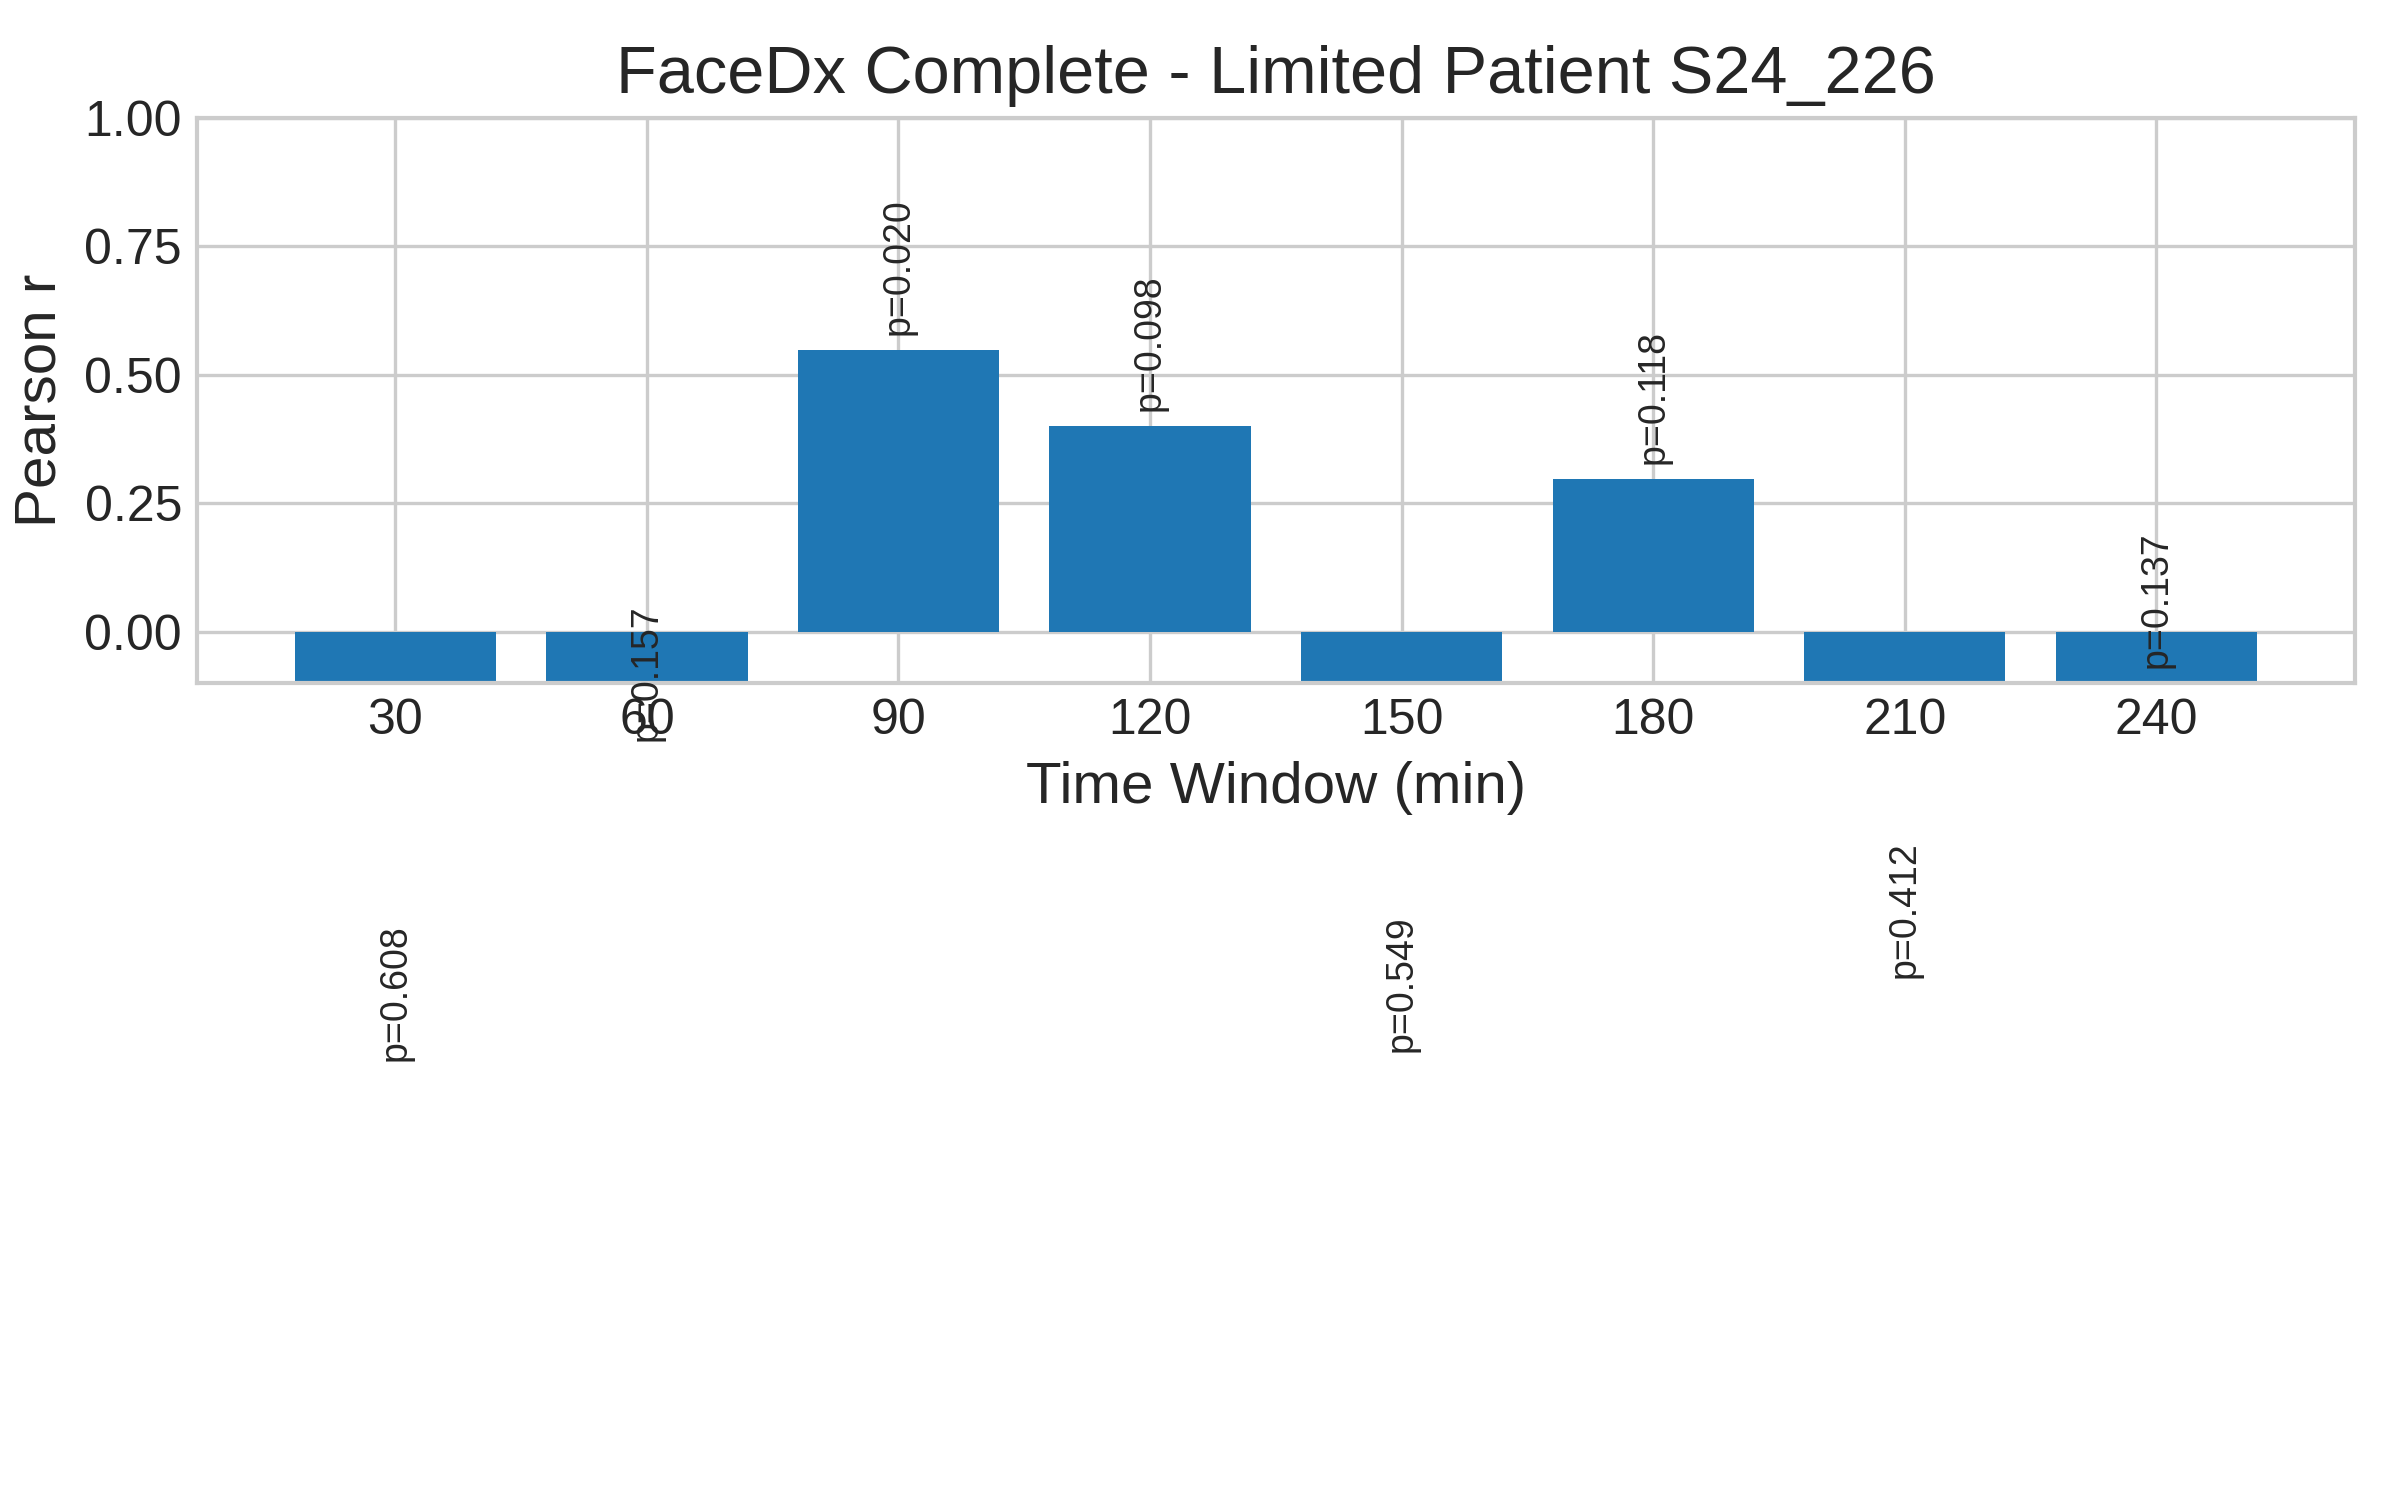 FaceDx Complete - Limited Patient S24_226
1.00
0.75
0.50
0.25
0.00
Pearson r
p=0.020
p=0.098
p=0.118
p=0.137
p=0.157
30
60
90
120
150
180
210
240
Time Window (min)
p=0.608
p=0.549
p=0.412